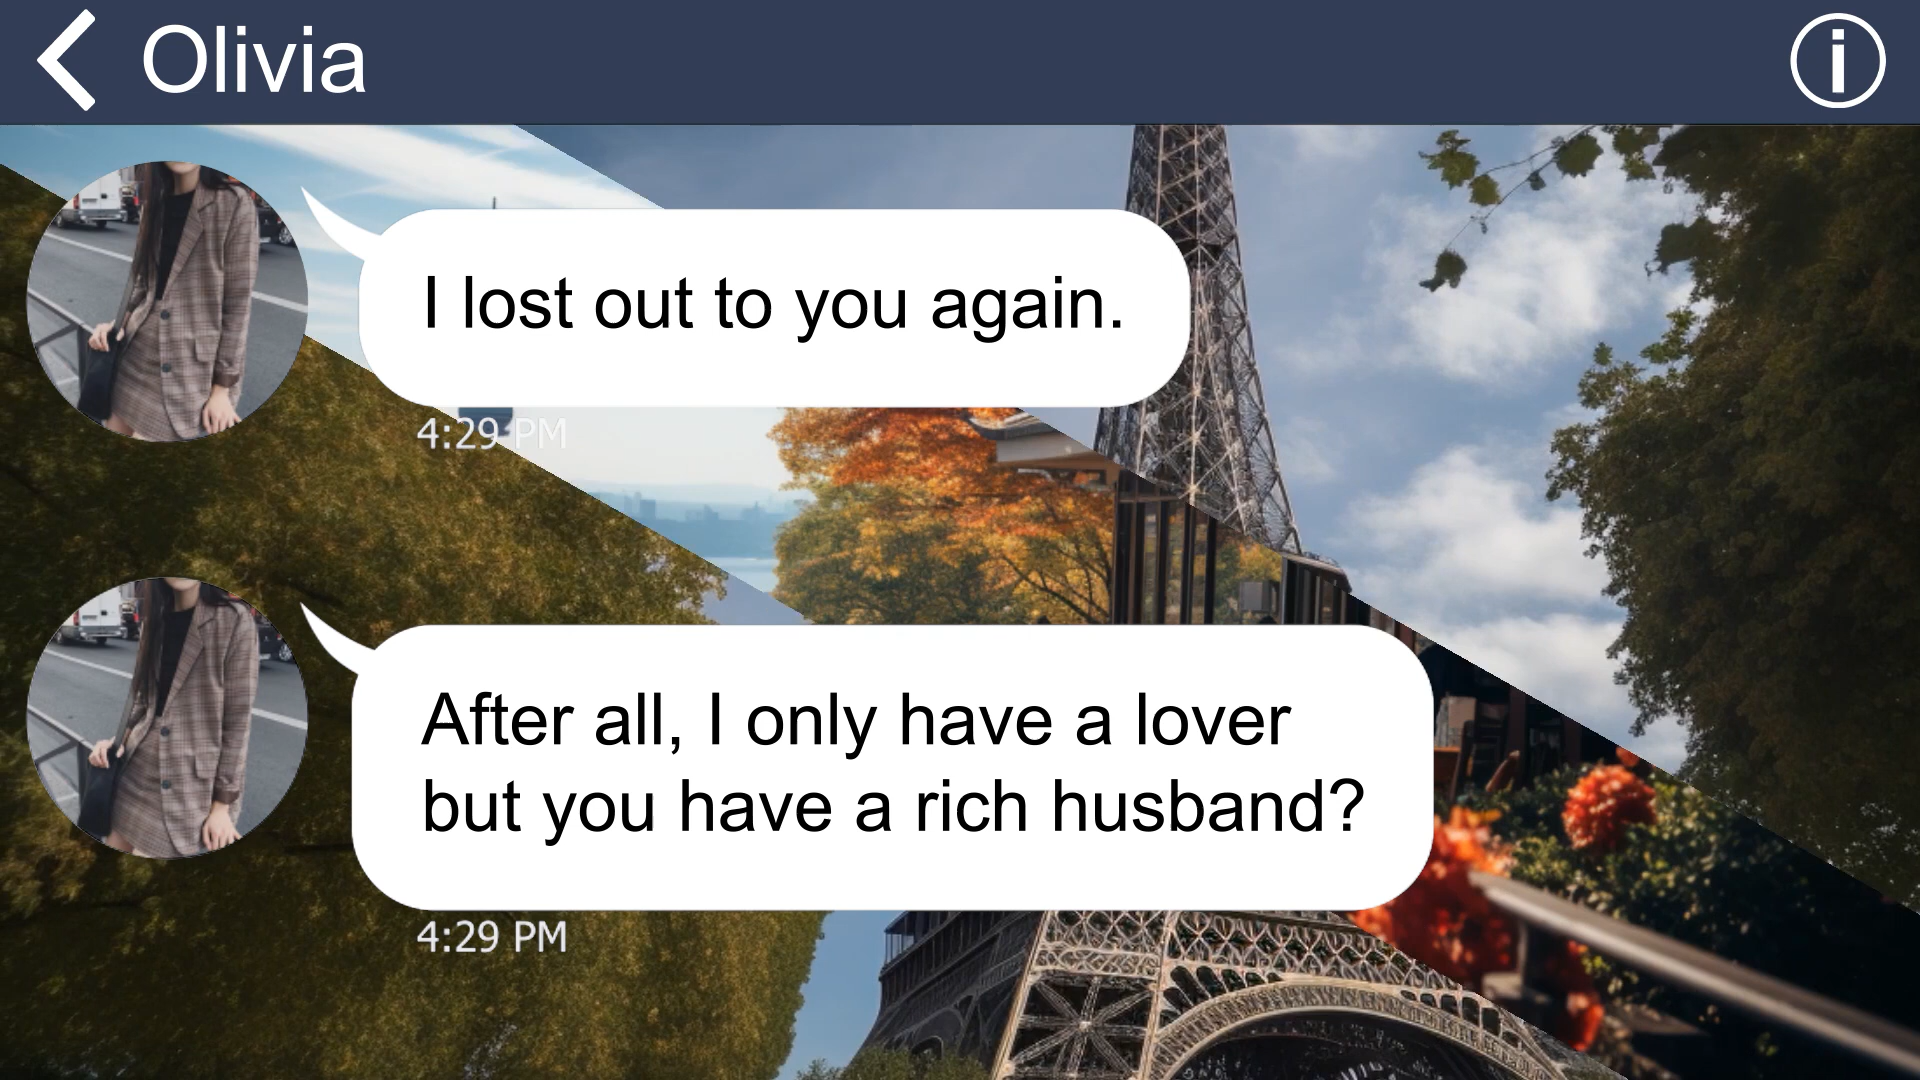 Olivia
I lost out to you again.
4:29 PM
After all, I only have a lover
but you have a rich husband?
4:29 PM